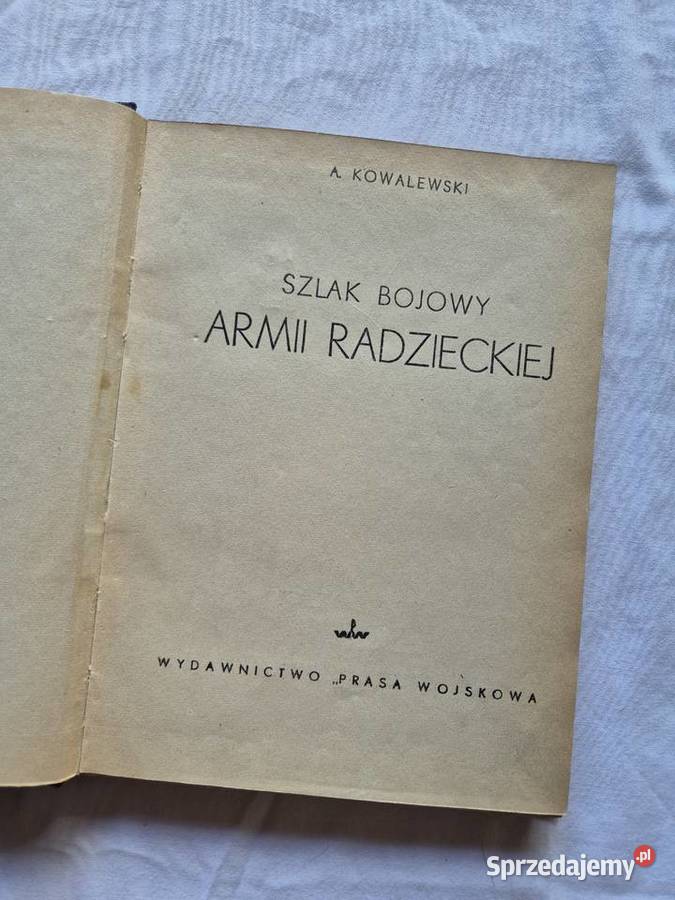 A. KOWALEWSKI
SZLAK BOJOWY
ARMII RADZIECKIEJ
WYDAWNICTWO „PRASA WOJSKOWA
Sprzedajemy.pl